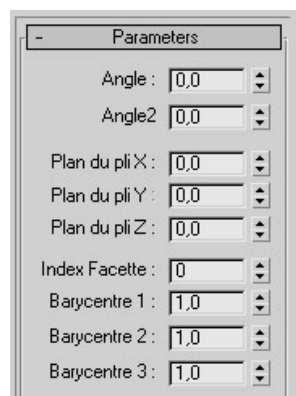 - Parameters
Angle : 0,0
Angle2 0,0
Plan du pli X : 0,0
Plan du pli Y : 0,0
Plan du pli Z : 0,0
Index Facette : 0
Barycentre 1 : 1,0
Barycentre 2 : 1,0
Barycentre 3 : 1,0